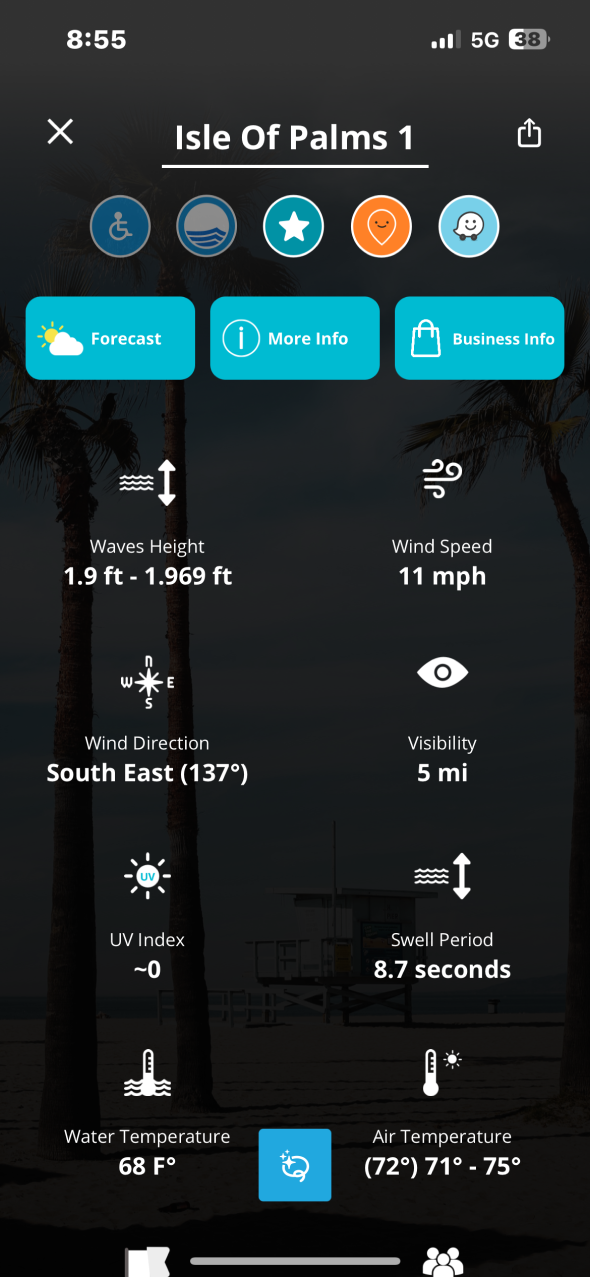 8:55
5G 38
Isle Of Palms 1
Forecast
More Info
Business Info
Waves Height
1.9 ft - 1.969 ft
Wind Speed
11 mph
n
W E
S
Wind Direction
South East (137°)
Visibility
5 mi
UV
UV Index
~0
Swell Period
8.7 seconds
Water Temperature
68 F°
Air Temperature
(72°) 71° - 75°